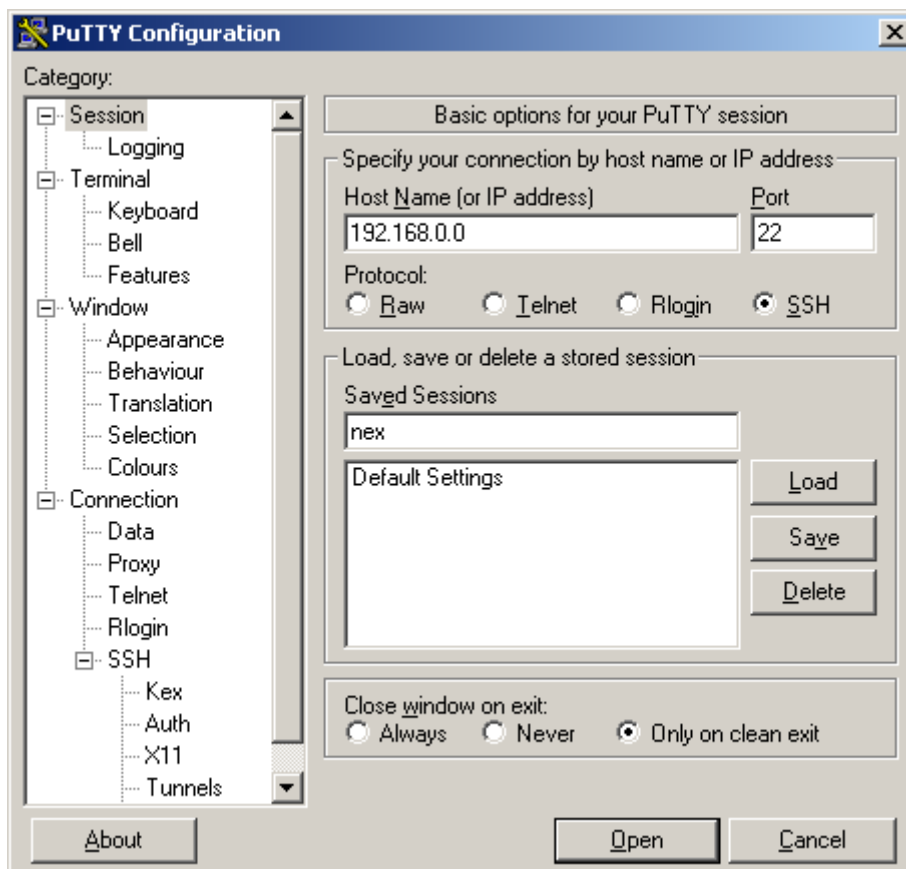 PuTTY Configuration
Category:
Session
Logging
Terminal
Keyboard
Bell
Features
Window
Appearance
Behaviour
Translation
Selection
Colours
Connection
Data
Proxy
Telnet
Rlogin
SSH
Kex
Auth
X11
Tunnels
Basic options for your PuTTY session
Specify your connection by host name or IP address
Host Name (or IP address) Port
192.168.0.0 22
Protocol:
Raw Telnet Rlogin SSH
Load, save or delete a stored session
Saved Sessions
nex
Default Settings
Load
Save
Delete
Close window on exit:
Always Never Only on clean exit
About Open Cancel